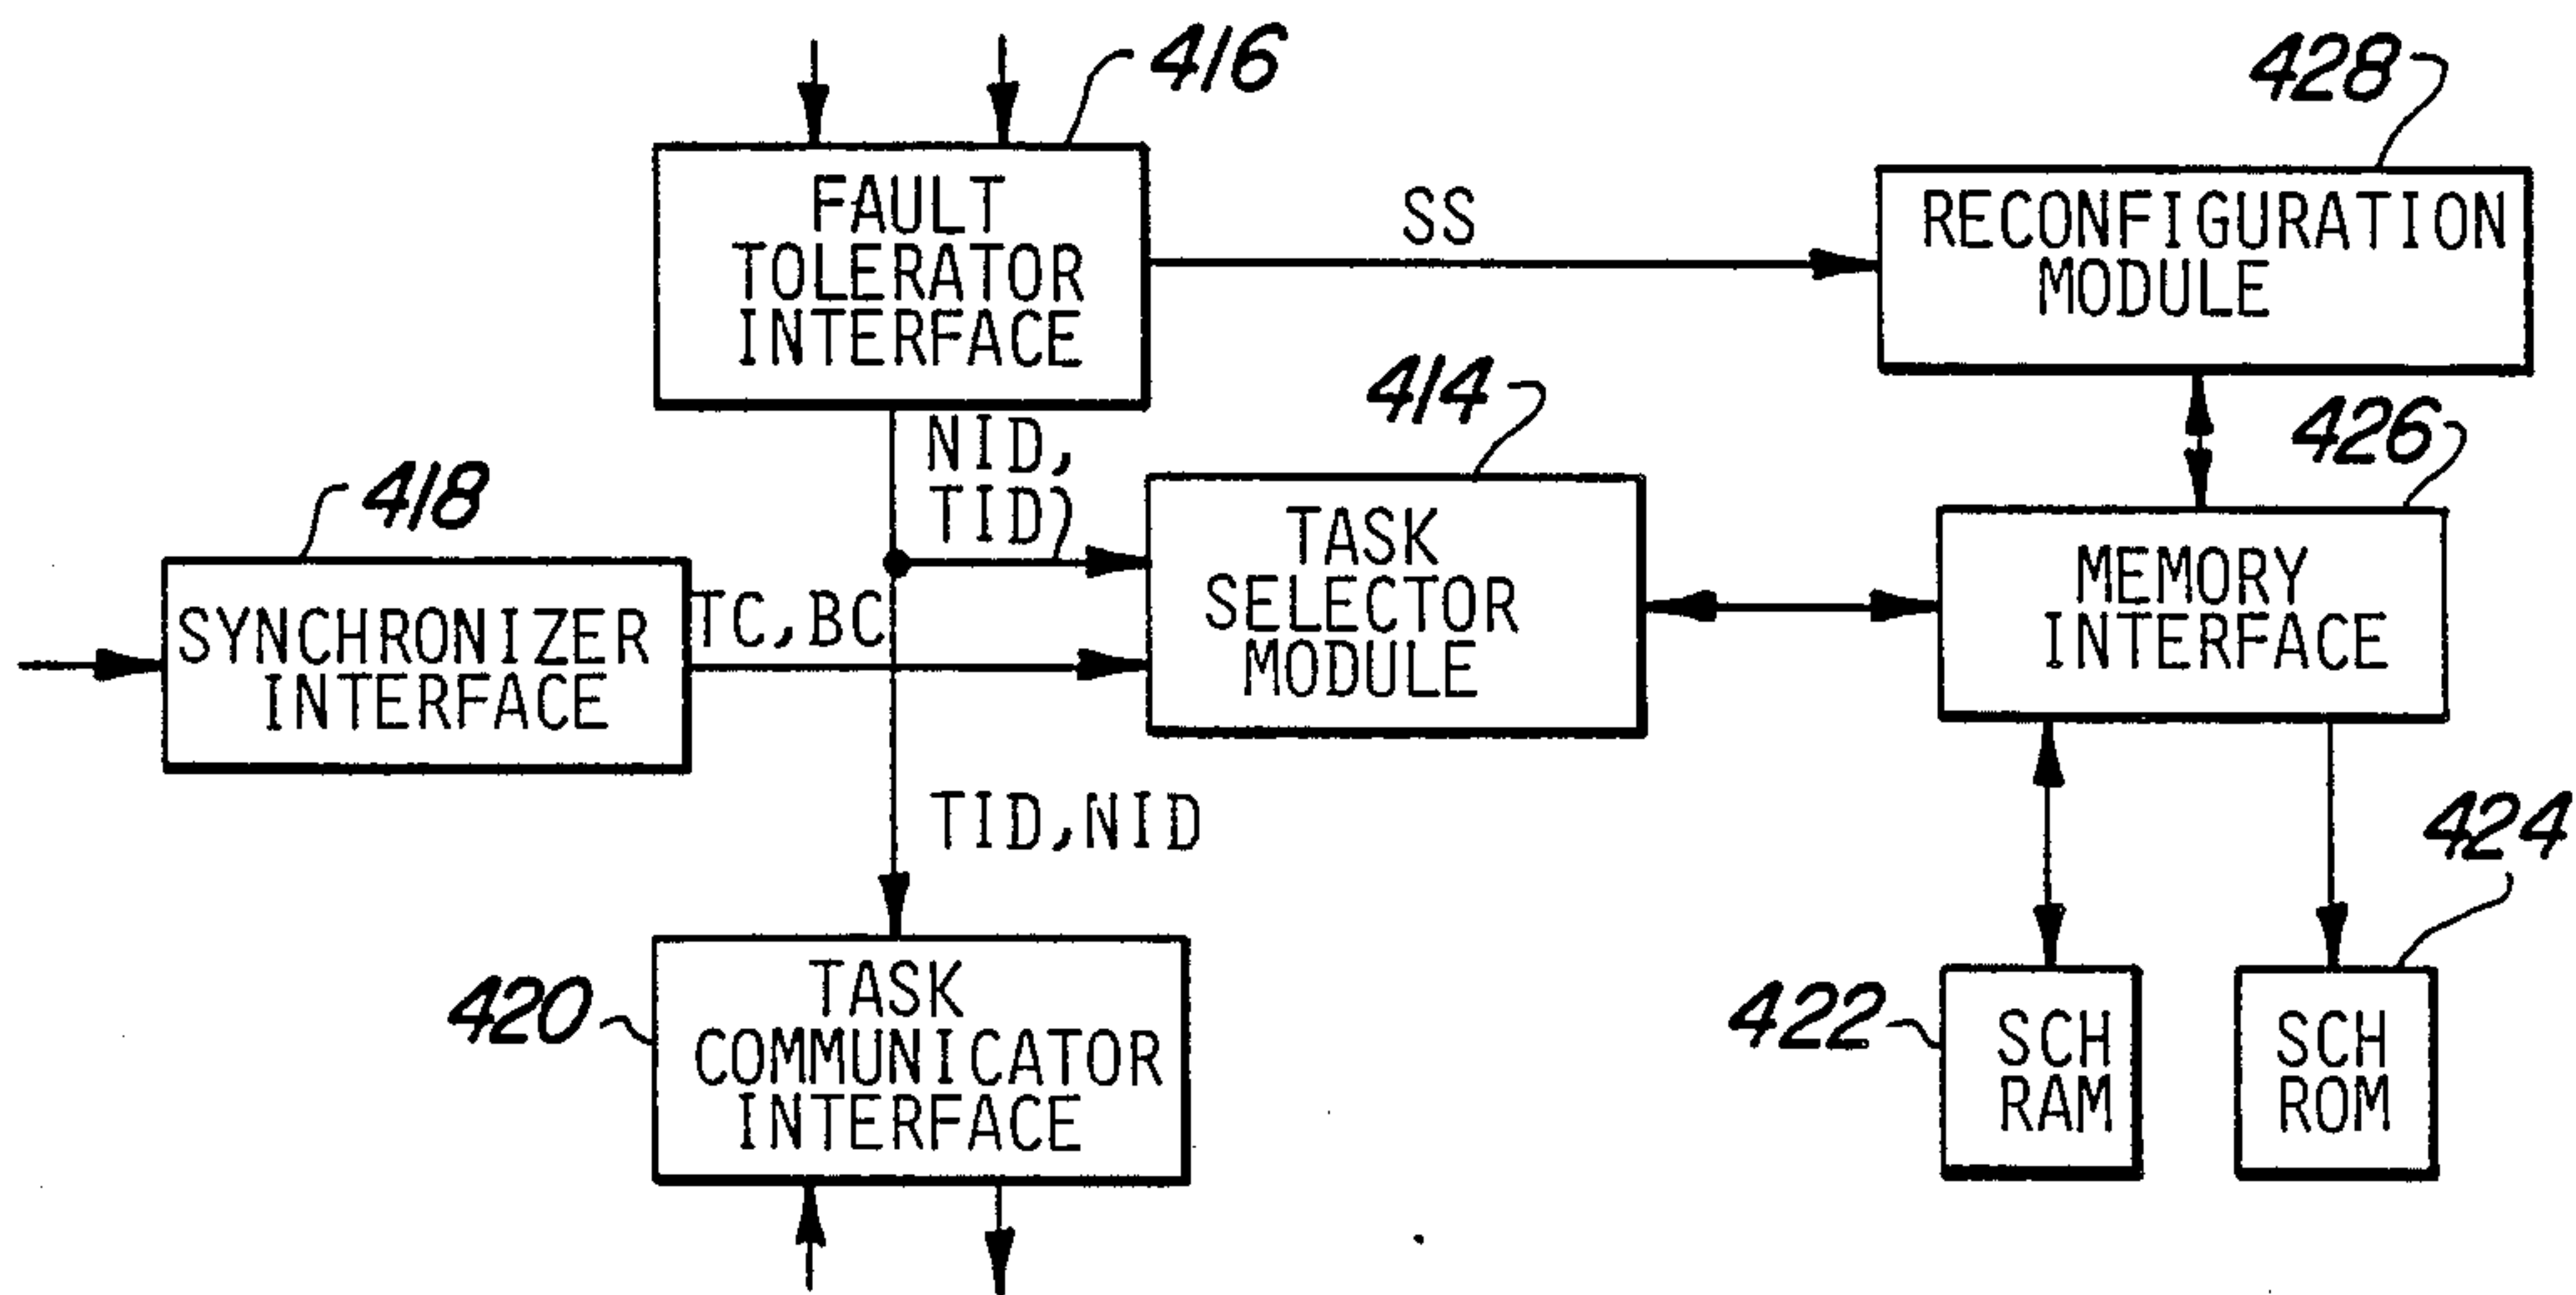 416
428
FAULT
TOLERATOR
INTERFACE
SS
RECONFIGURATION
MODULE
414
426
NID,
TID
418
TASK
SELECTOR
MODULE
MEMORY
INTERFACE
SYNCHRONIZER
INTERFACE
TC,BC
TID,NID
424
420
TASK
COMMUNICATOR
INTERFACE
422
SCH
RAM
SCH
ROM